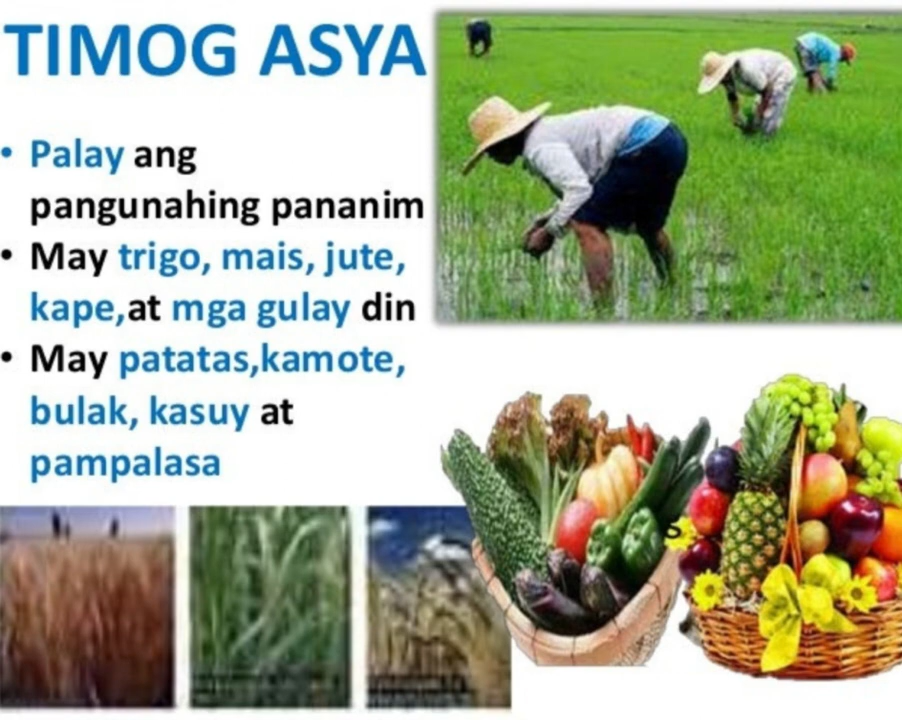 TIMOG ASYA
• Palay ang
pangunahing pananim
• May trigo, mais, jute,
kape,at mga gulay din
• May patatas,kamote,
bulak, kasuy at
pampalasa